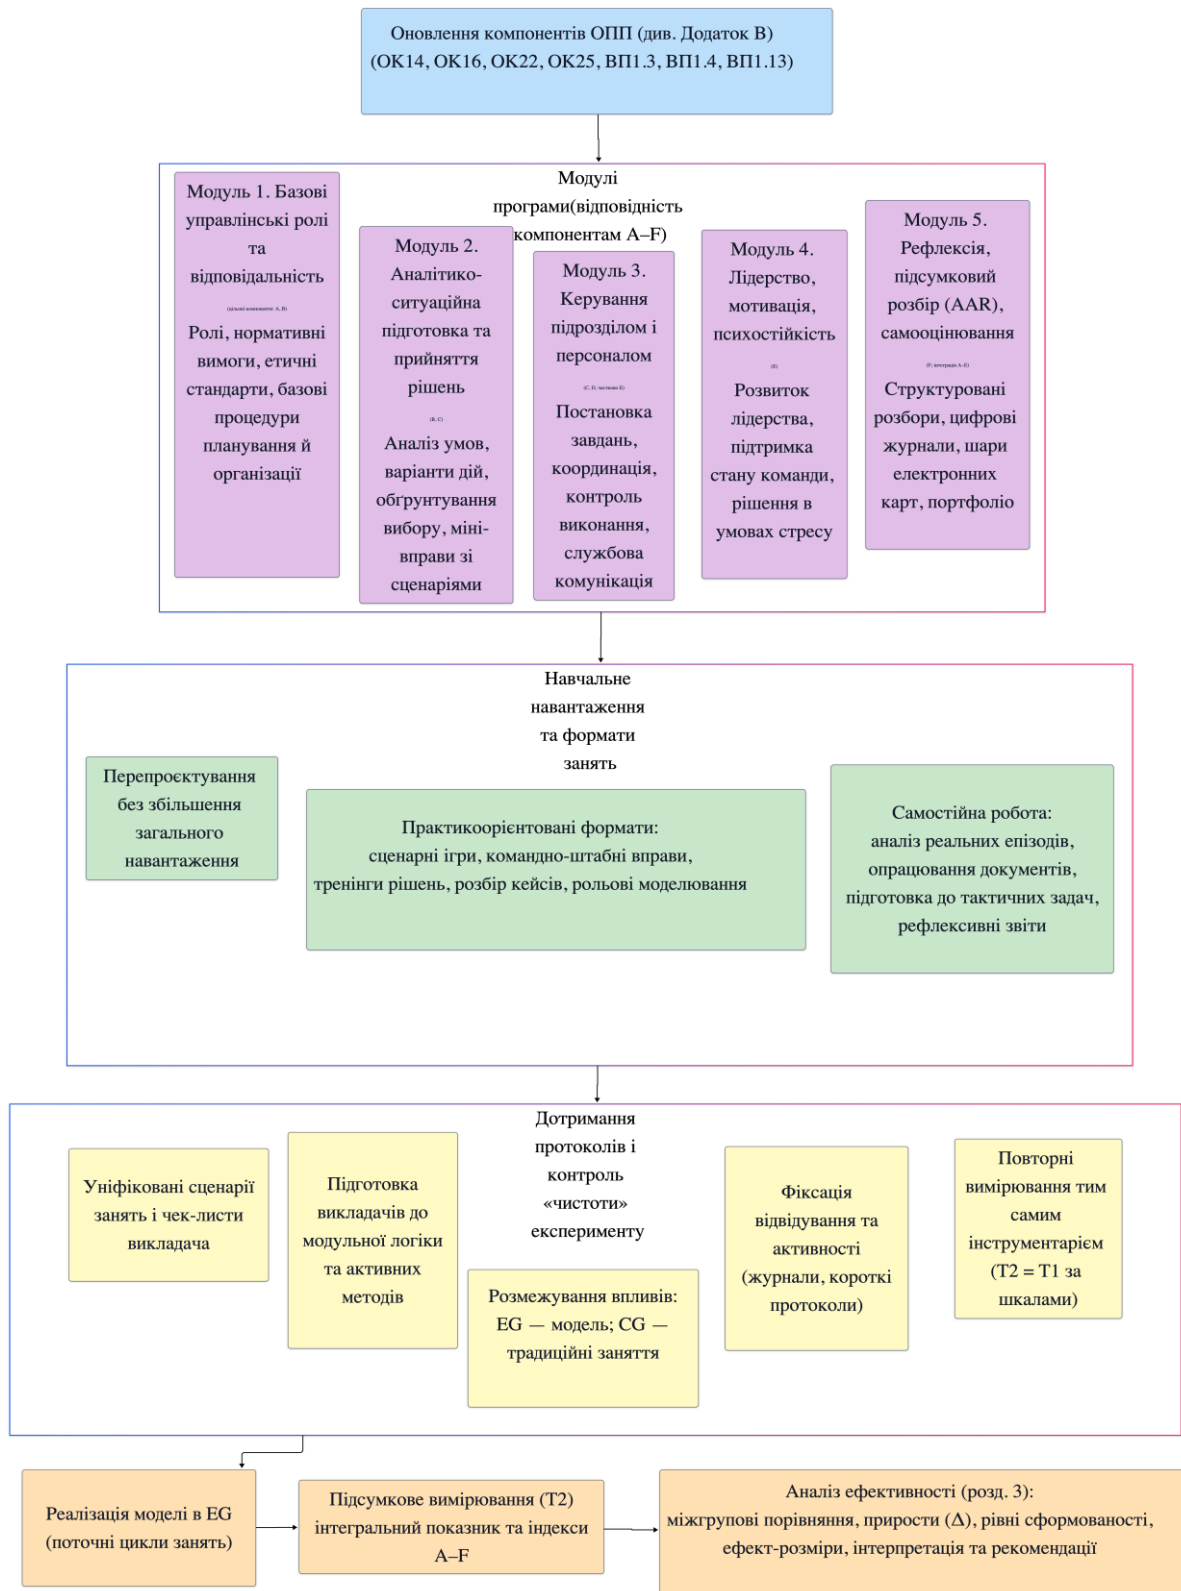 Оновлення компонентів ОПП (див. Додаток В)
(ОК14, ОК16, ОК22, ОК25, ВП1.3, ВП1.4, ВП1.13)
Модулі
програми(відповідність
компонентам A–F)
Модуль 1. Базові
управлінські ролі
та
відповідальність
(цільові компоненти: A, B)
Ролі, нормативні
вимоги, етичні
стандарти, базові
процедури
планування й
організації
Модуль 2.
Аналітико-
ситуаційна
підготовка та
прийняття
рішень
(B, C)
Аналіз умов,
варіанти дій,
обґрунтування
вибору, міні-
вправи зі
сценаріями
Модуль 3.
Керування
підрозділом і
персоналом
(C, D; частково E)
Постановка
завдань,
координація,
контроль
виконання,
службова
комунікація
Модуль 4.
Лідерство,
мотивація,
психостійкість
(E)
Розвиток
лідерства,
підтримка
стану команди,
рішення в
умовах стресу
Модуль 5.
Рефлексія,
підсумковий
розбір (AAR),
самооцінювання
(F; інтеграція A–E)
Структуровані
розбори, цифрові
журнали, шари
електронних
карт, портфоліо
Навчальне
навантаження
та формати
занять
Перепроєктування
без збільшення
загального
навантаження
Практикоорієнтовані формати:
сценарні ігри, командно-штабні вправи,
тренінги рішень, розбір кейсів, рольові моделювання
Самостійна робота:
аналіз реальних епізодів,
опрацювання документів,
підготовка до тактичних задач,
рефлексивні звіти
Дотримання
протоколів і
контроль
«чистоти»
експерименту
Уніфіковані сценарії
занять і чек-листи
викладача
Підготовка
викладачів до
модульної логіки
та активних
методів
Розмежування впливів:
EG — модель; CG —
традиційні заняття
Фіксація
відвідування та
активності
(журнали, короткі
протоколи)
Повторні
вимірювання тим
самим
інструментарієм
(T2 = T1 за
шкалами)
Реалізація моделі в EG
(поточні цикли занять)
Підсумкове вимірювання (T2)
інтегральний показник та індекси
A–F
Аналіз ефективності (розд. 3):
міжгрупові порівняння, прирости (Δ), рівні сформованості,
ефект-розміри, інтерпретація та рекомендації